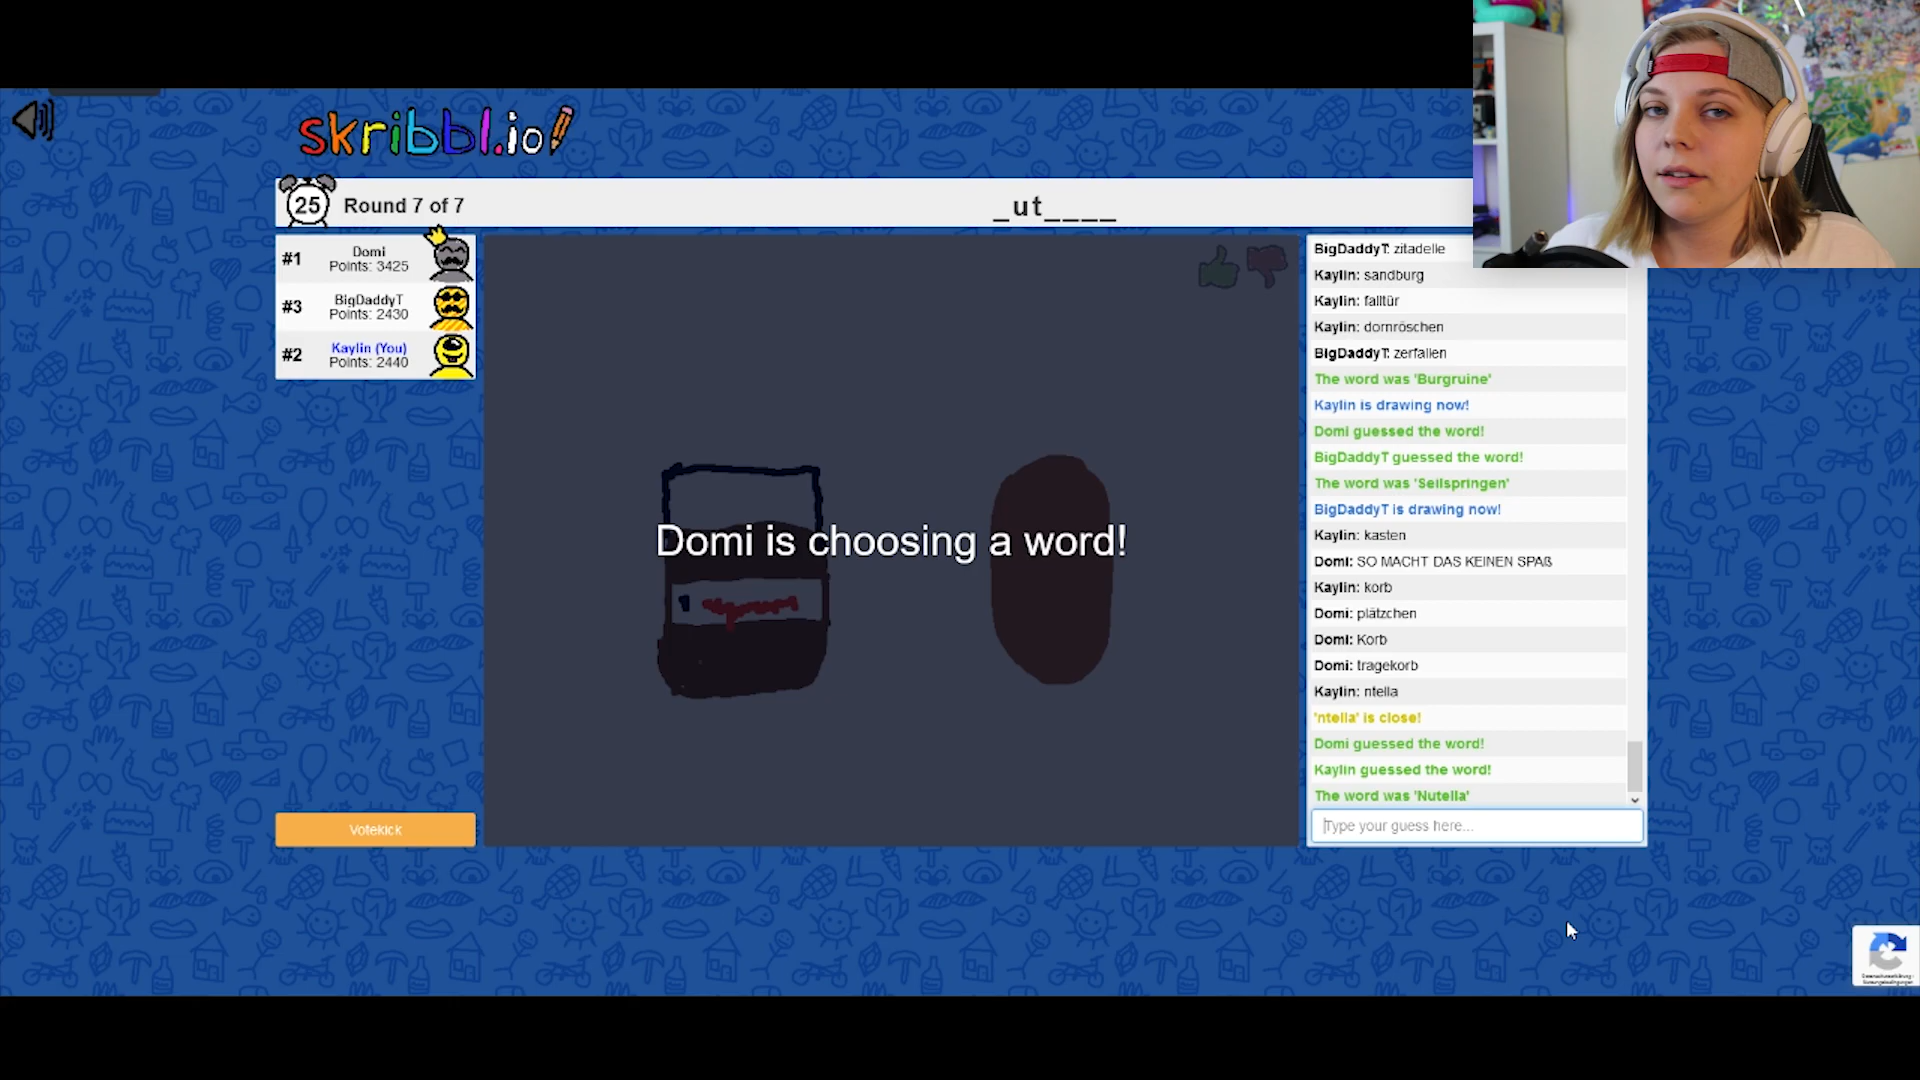 skribbl.io
25
Round 7 of 7
_ut____
#1
Domi
Points: 3425
#3
BigDaddyT
Points: 2430
#2
Kaylin (You)
Points: 2440
Votekick
Domi is choosing a word!
BigDaddyT: zitadelle
Kaylin: sandburg
Kaylin: falltür
Kaylin: dornröschen
BigDaddyT: zerfallen
The word was 'Burgruine'
Kaylin is drawing now!
Domi guessed the word!
BigDaddyT guessed the word!
The word was 'Seilspringen'
BigDaddyT is drawing now!
Kaylin: kasten
Domi: SO MACHT DAS KEINEN SPAß
Kaylin: korb
Domi: plätzchen
Domi: Korb
Domi: tragekorb
Kaylin: ntella
'ntella' is close!
Domi guessed the word!
Kaylin guessed the word!
The word was 'Nutella'
Type your guess here...